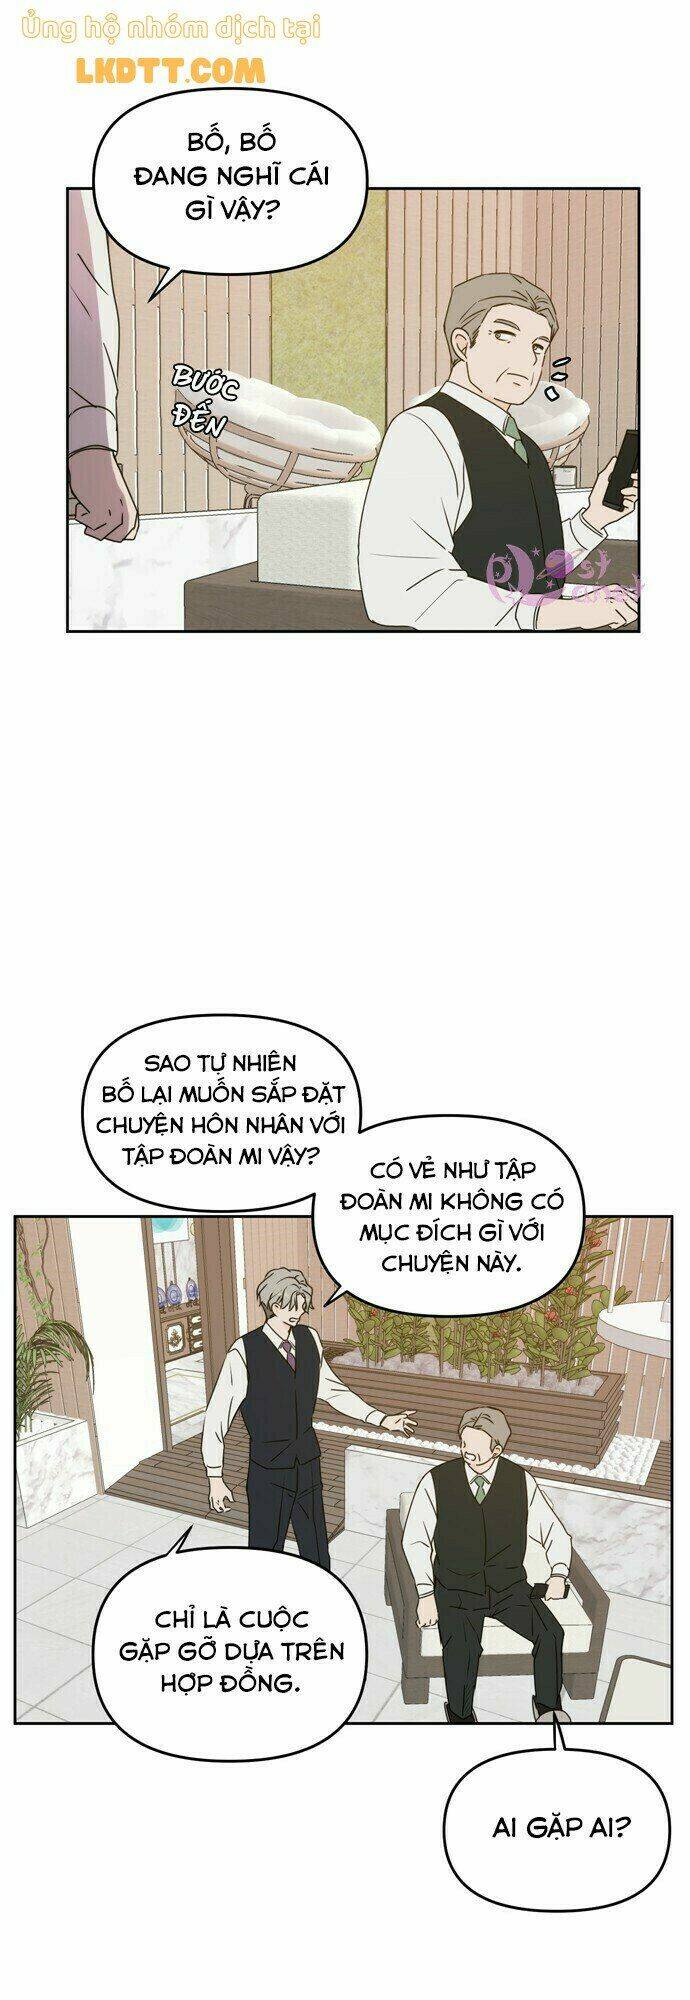 Ủng hộ nhóm dịch tại
LKDTT.COM
BỐ, BỐ
ĐANG NGHĨ CÁI
GÌ VẬY?
BƯỚC
ĐẾN
Post
Planet
SAO TỰ NHIÊN
BỐ LẠI MUỐN SẮP ĐẶT
CHUYỆN HÔN NHÂN VỚI
TẬP ĐOÀN MI VẬY?
CÓ VẺ NHƯ TẬP
ĐOÀN MI KHÔNG CÓ
MỤC ĐÍCH GÌ VỚI
CHUYỆN NÀY.
CHỈ LÀ CUỘC
GẶP GỠ DỰA TRÊN
HỢP ĐỒNG.
AI GẶP AI?